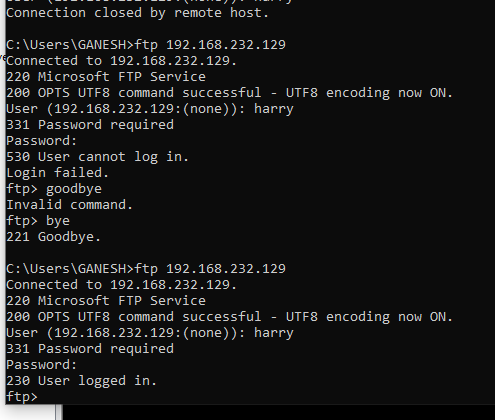 Connection closed by remote host.
C:\Users\GANESH>ftp 192.168.232.129
Connected to 192.168.232.129.
220 Microsoft FTP Service
200 OPTS UTF8 command successful - UTF8 encoding now ON.
User (192.168.232.129:(none)): harry
331 Password required
Password:
530 User cannot log in.
Login failed.
ftp> goodbye
Invalid command.
ftp> bye
221 Goodbye.
C:\Users\GANESH>ftp 192.168.232.129
Connected to 192.168.232.129.
220 Microsoft FTP Service
200 OPTS UTF8 command successful - UTF8 encoding now ON.
User (192.168.232.129:(none)): harry
331 Password required
Password:
230 User logged in.
ftp>